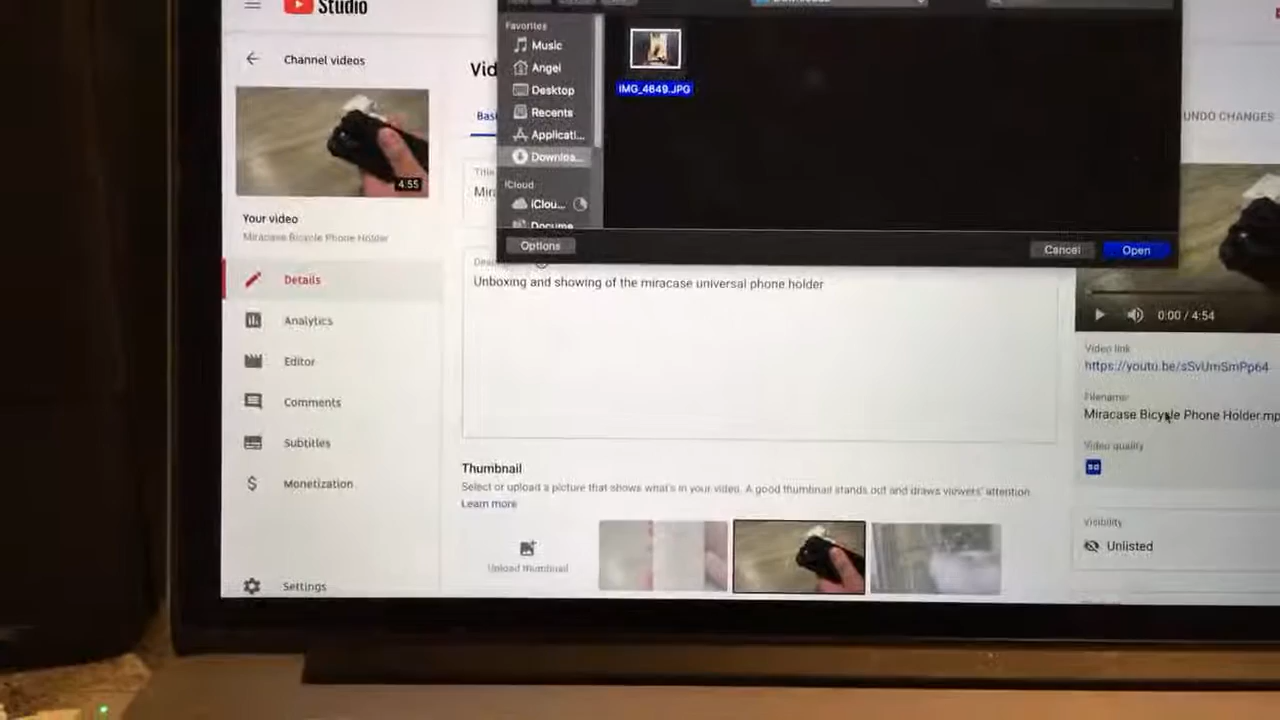 Studio
Channel videos
4:55
Your video
Miracase Bicycle Phone Holder
Details
Analytics
Editor
Comments
Subtitles
Monetization
Settings
Favorites
Music
Angel
Desktop
Recents
Applicati...
Downloa...
iCloud
iClou...
IMG_4649.JPG
Options
Cancel
Open
Vid
Bas
Title
Mir
Unboxing and showing of the miracase universal phone holder
Thumbnail
Select or upload a picture that shows what's in your video. A good thumbnail stands out and draws viewers' attention.
Learn more
Upload thumbnail
UNDO CHANGES
0:00 / 4:54
Video link
https://youtu.be/sSvUmSmPp64
Filename
Miracase Bicycle Phone Holder.mp
Video quality
SD
Visibility
Unlisted